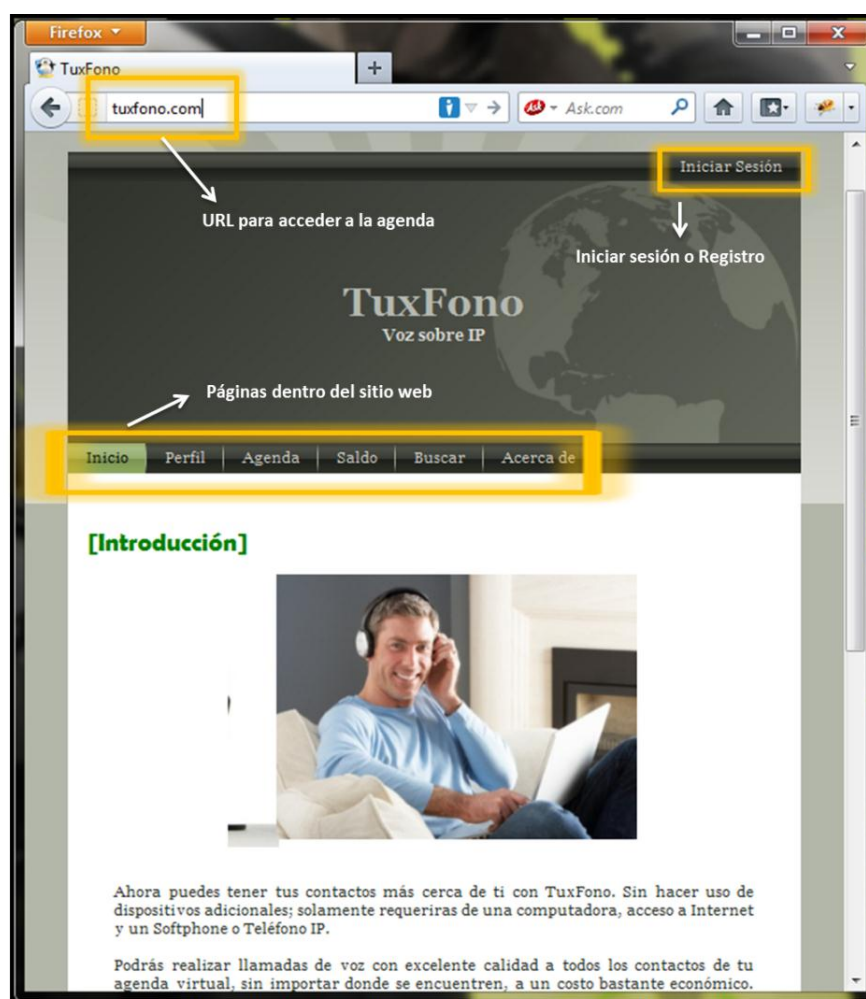 Firefox
TuxFono
tuxfono.com
Ask.com
Iniciar Sesión
URL para acceder a la agenda
Iniciar sesión o Registro
TuxFono
Voz sobre IP
Páginas dentro del sitio web
Inicio Perfil Agenda Saldo Buscar Acerca de
[Introducción]
Ahora puedes tener tus contactos más cerca de ti con TuxFono. Sin hacer uso de
dispositivos adicionales; solamente requeriras de una computadora, acceso a Internet
y un Softphone o Teléfono IP.
Podrás realizar llamadas de voz con excelente calidad a todos los contactos de tu
agenda virtual, sin importar donde se encuentren, a un costo bastante económico.